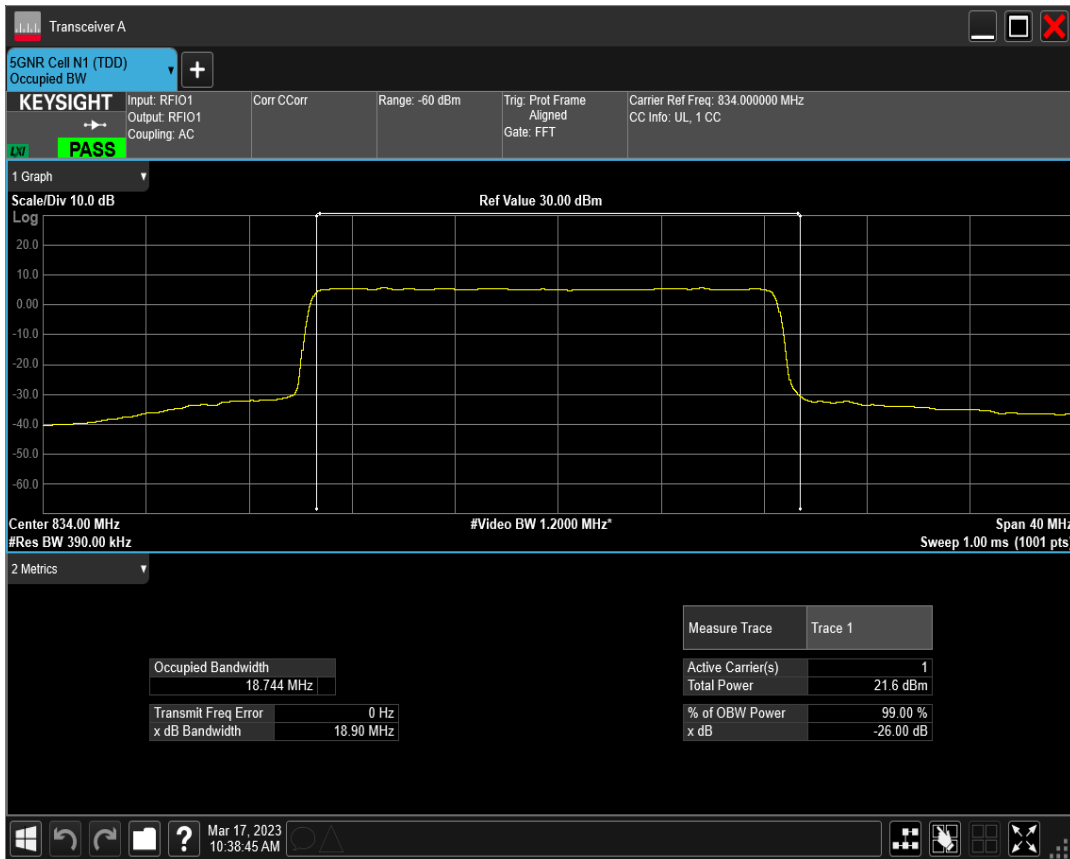 Transceiver A
5GNR Cell N1 (TDD)
Occupied BW
+
KEYSIGHT
LXI
PASS
Input: RFIO1
Output: RFIO1
Coupling: AC
Corr CCorr
Range: -60 dBm
Trig: Prot Frame
Aligned
Gate: FFT
Carrier Ref Freq: 834.000000 MHz
CC Info: UL, 1 CC
1 Graph
Scale/Div 10.0 dB
Ref Value 30.00 dBm
Log
20.0
10.0
0.00
-10.0
-20.0
-30.0
-40.0
-50.0
-60.0
Center 834.00 MHz
#Video BW 1.2000 MHz*
Span 40 MHz
#Res BW 390.00 kHz
Sweep 1.00 ms (1001 pts)
2 Metrics
Measure Trace Trace 1
Occupied Bandwidth
18.744 MHz
Active Carrier(s) 1
Total Power 21.6 dBm
Transmit Freq Error 0 Hz
x dB Bandwidth 18.90 MHz
% of OBW Power 99.00 %
x dB -26.00 dB
?
Mar 17, 2023
10:38:45 AM